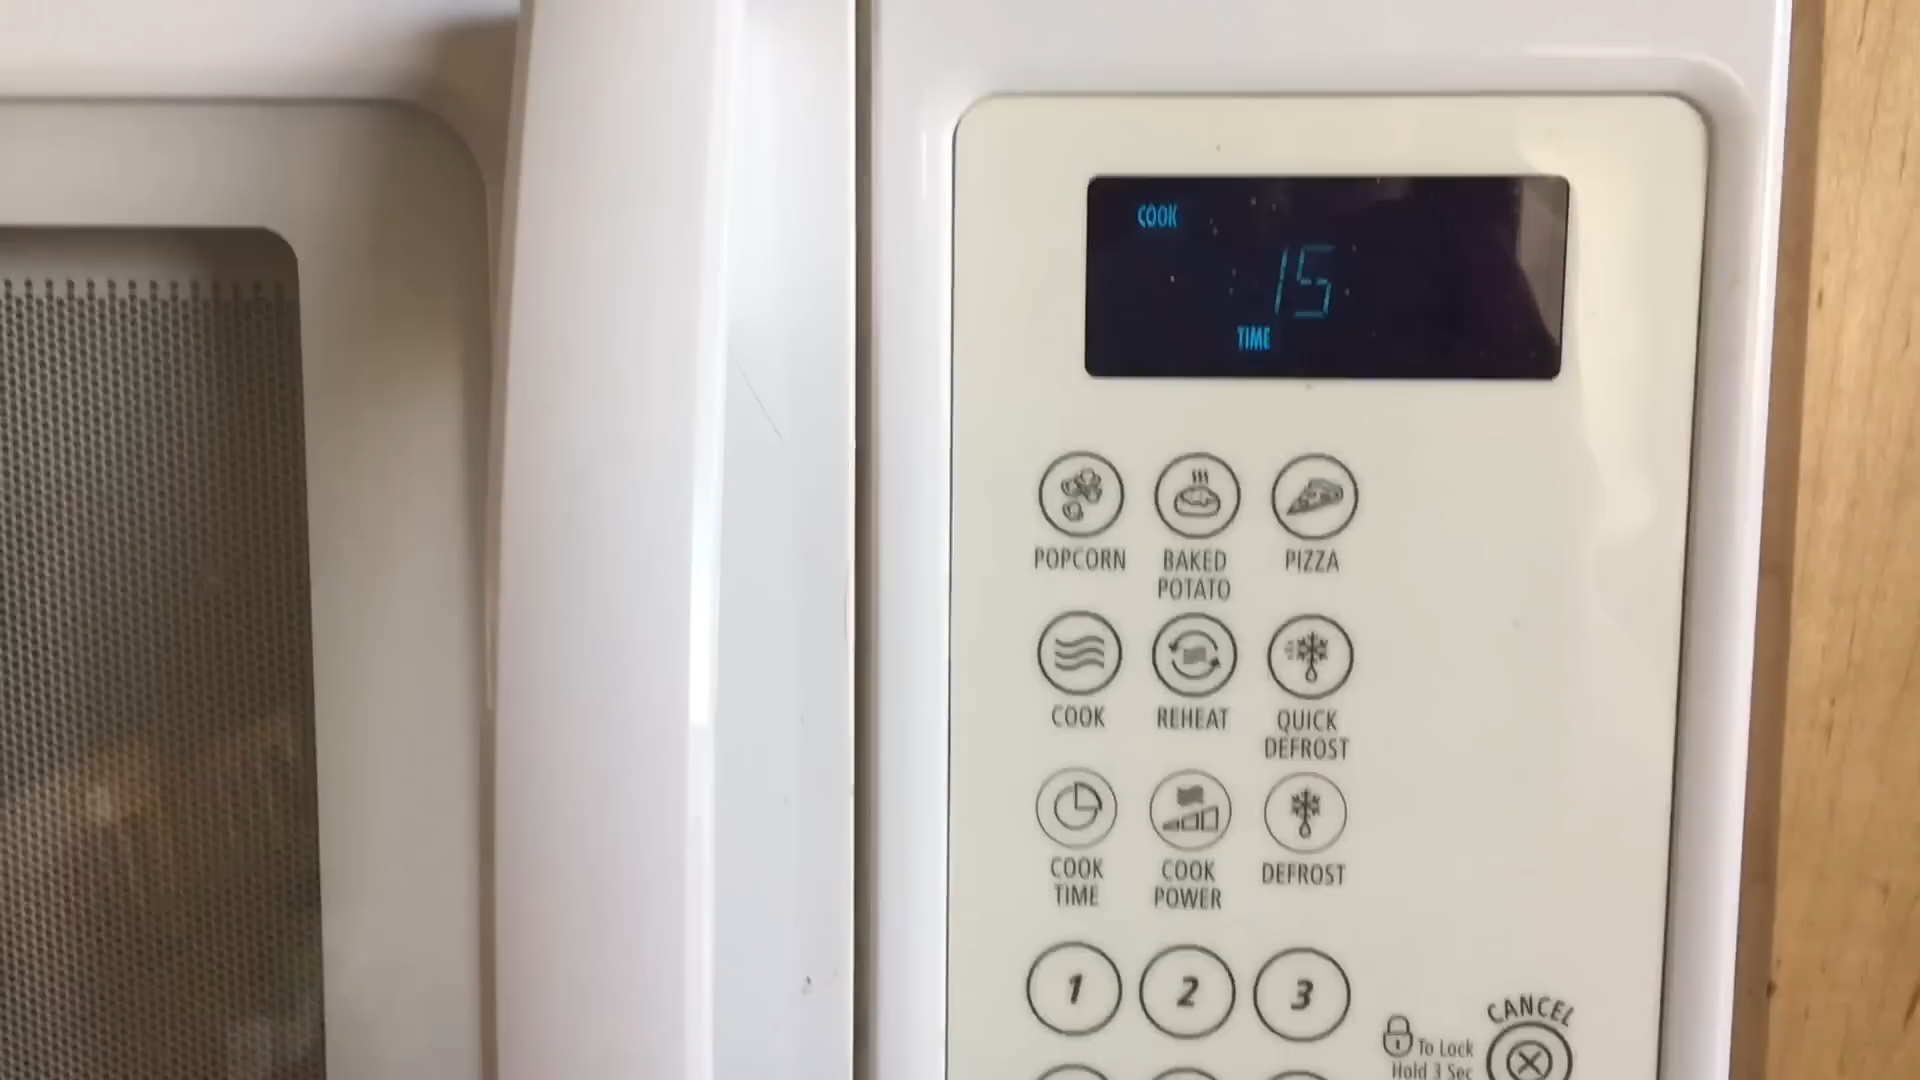 COOK
15
TIME
POPCORN
BAKED
POTATO
PIZZA
COOK
REHEAT
QUICK
DEFROST
COOK
TIME
COOK
POWER
DEFROST
1
2
3
CANCEL
To Lock
Hold 3 Sec